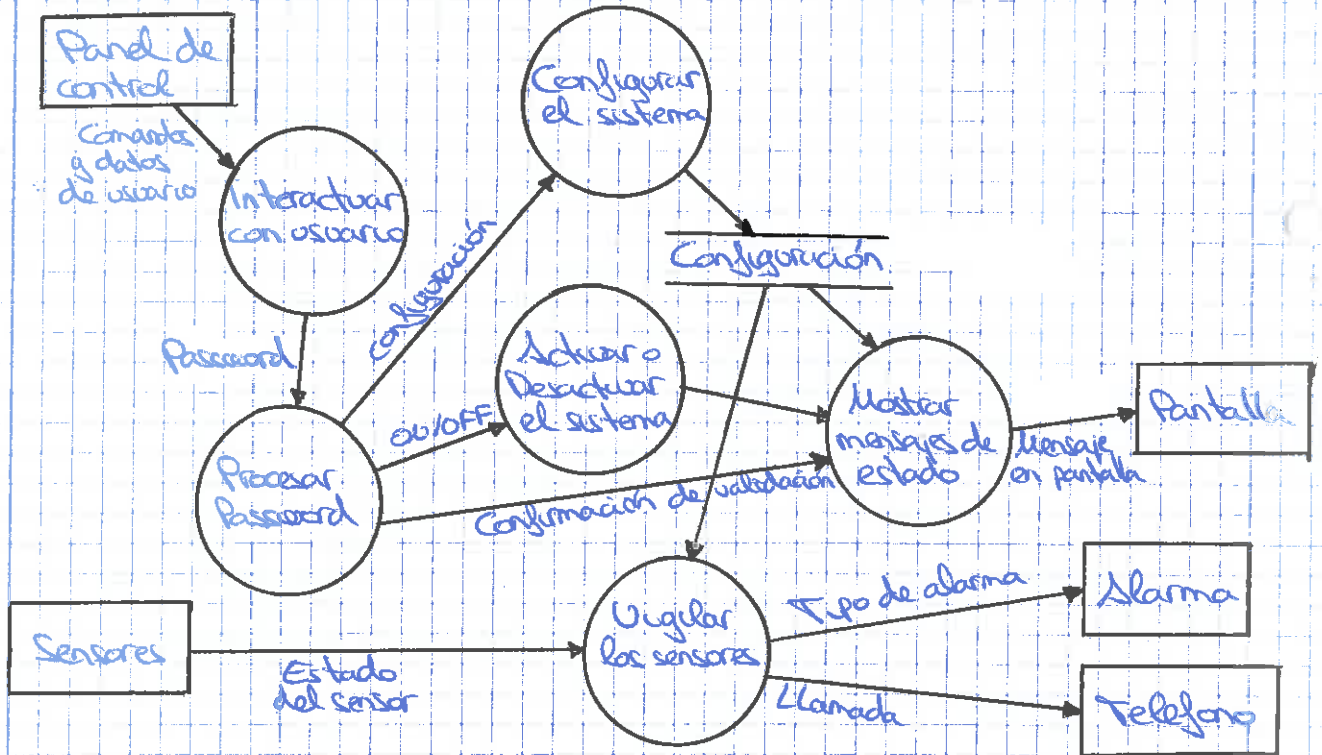 Panel de
control
Comandos
y datos
de usuario
Interactuar
con usuario
Configurar
el sistema
Configuración
Configuración
Password
Activar o
Desactivar
el sistema
ON/OFF
Procesar
Password
Confirmación de validación
Mostrar
mensajes de
estado
Mensaje
en pantalla
Pantalla
Sensores
Estado
del sensor
Vigilar
los sensores
Tipo de alarma
Alarma
LLamada
Telefono